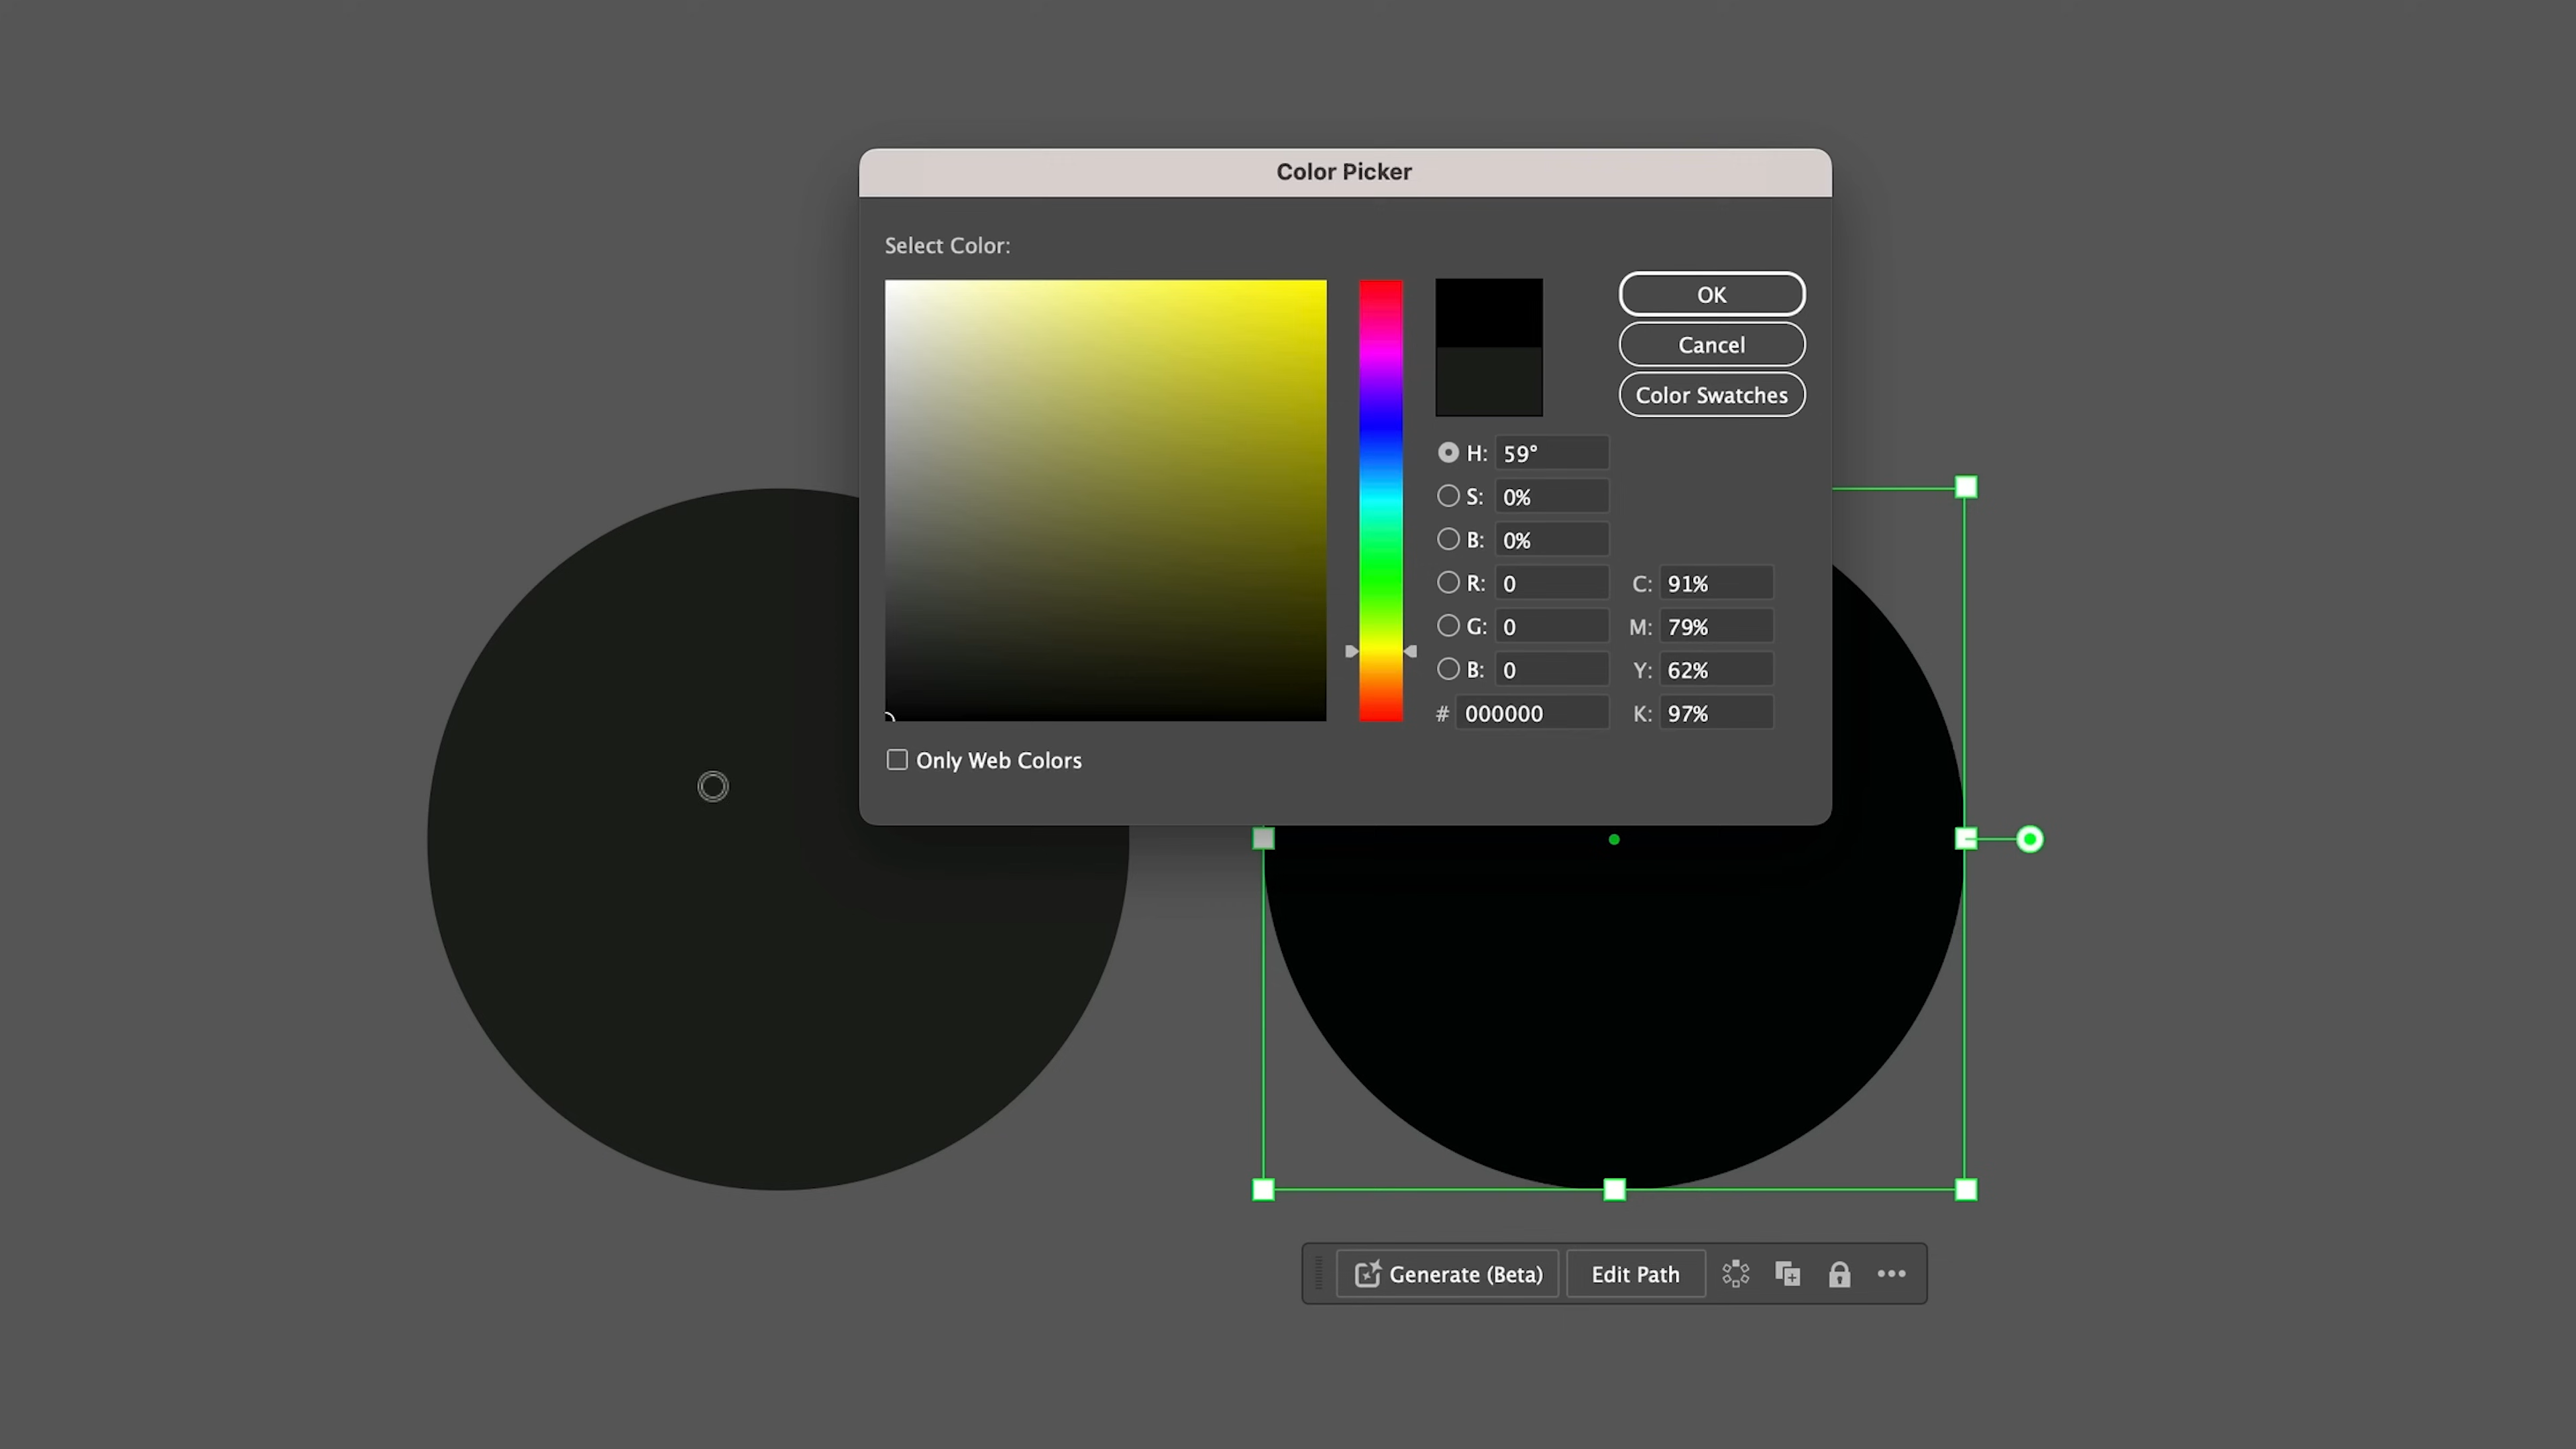 Color Picker
Select Color:
OK
Cancel
Color Swatches
H: 59°
S: 0%
B: 0%
R: 0 C: 91%
G: 0 M: 79%
B: 0 Y: 62%
# 000000 K: 97%
Only Web Colors
Generate (Beta) Edit Path